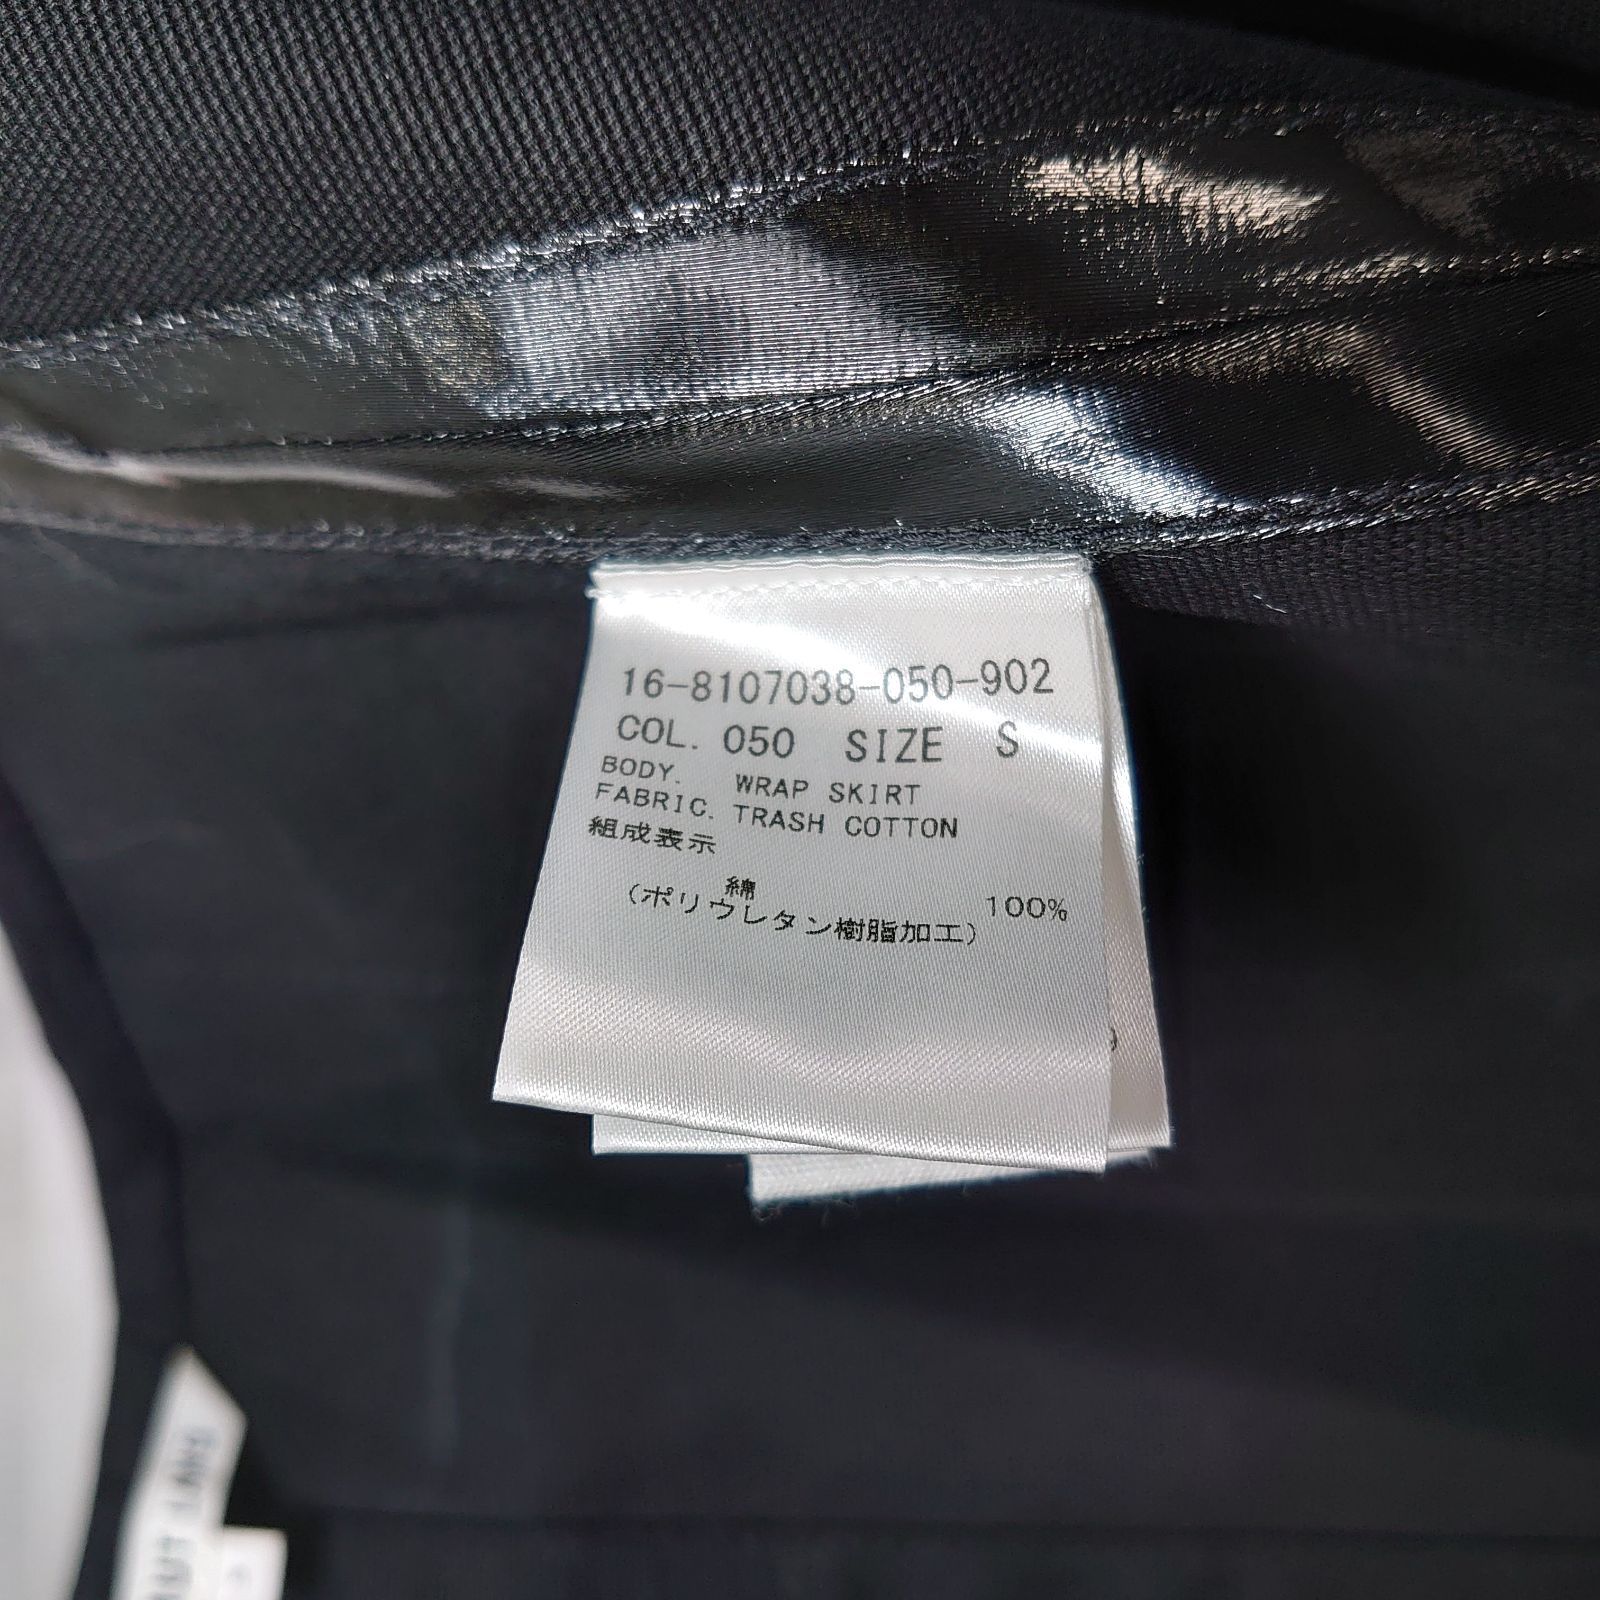 16-8107038-050-902
COL. 050 SIZE S
BODY. WRAP SKIRT
FABRIC. TRASH COTTON
組成表示
綿 100%
(ポリウレタン樹脂加工)
9